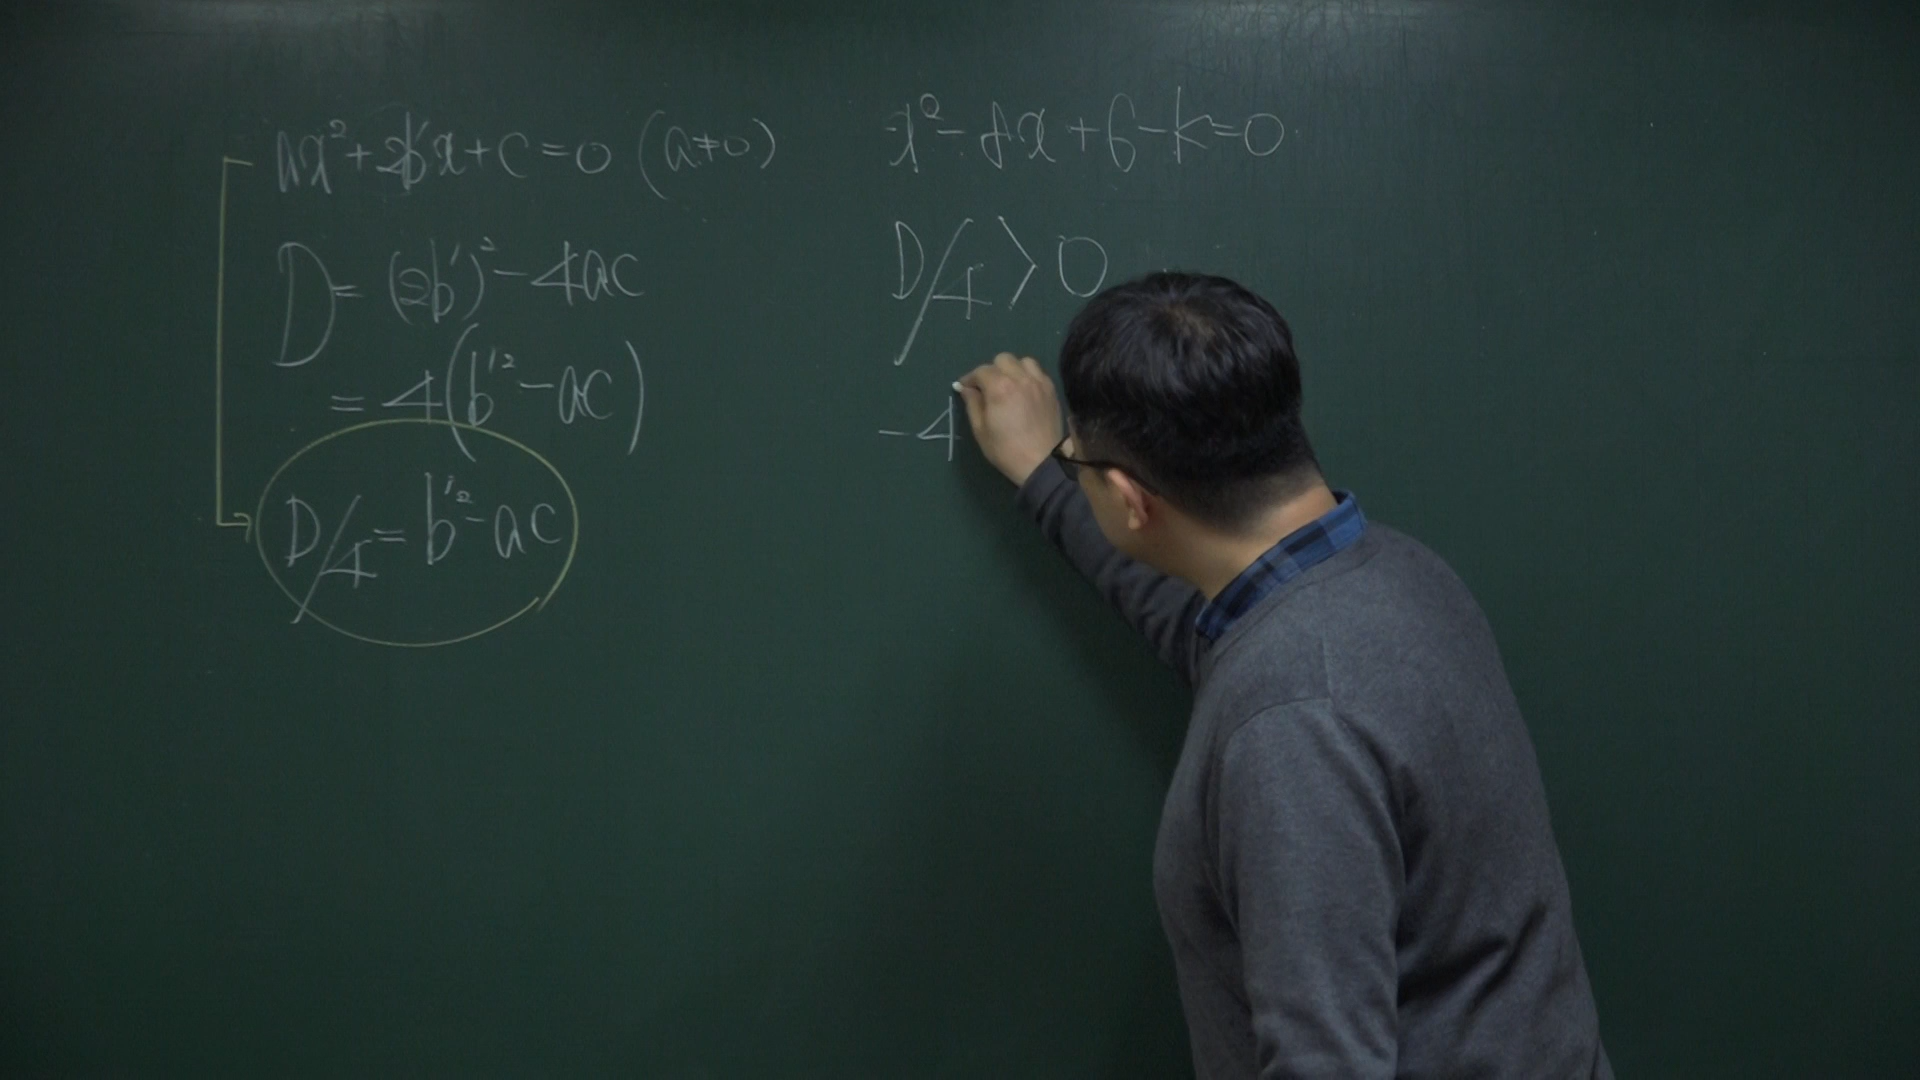 ax²+2b'x+c=0 (a≠0)
D=(2b')²-4ac
=4(b'²-ac)
D/4=b'²-ac
x²-8x+6-k=0
D/4>0
-4